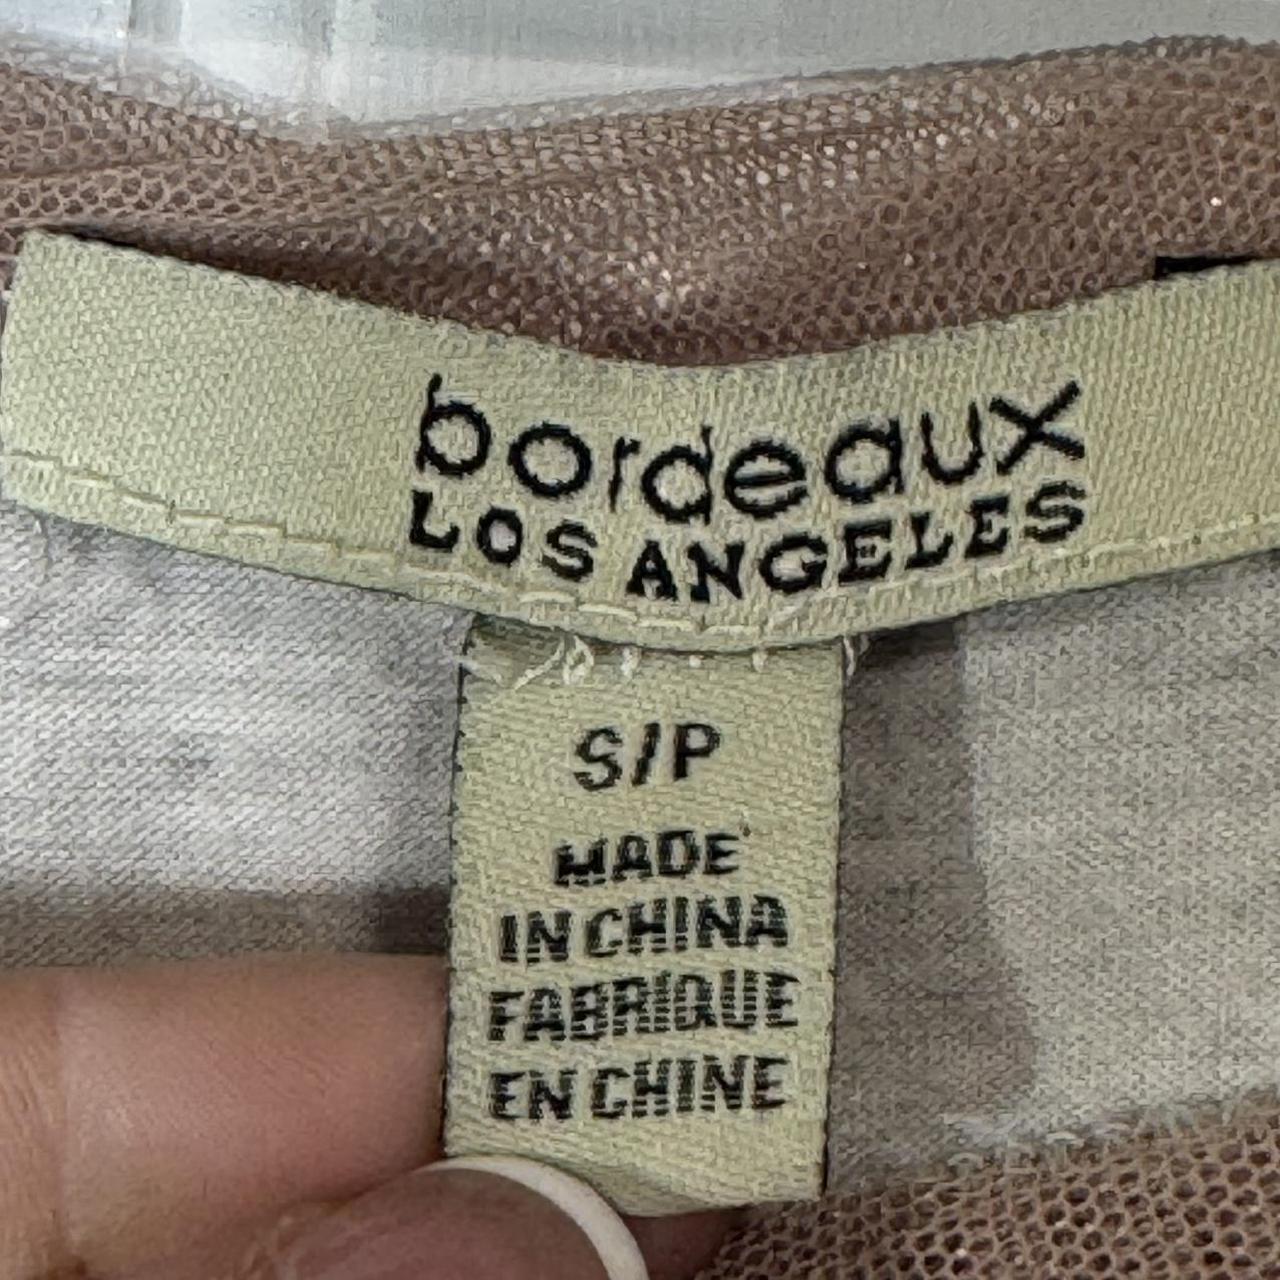 bordeaux
LOS ANGELES
S/P
MADE
IN CHINA
FABRIQUE
EN CHINE